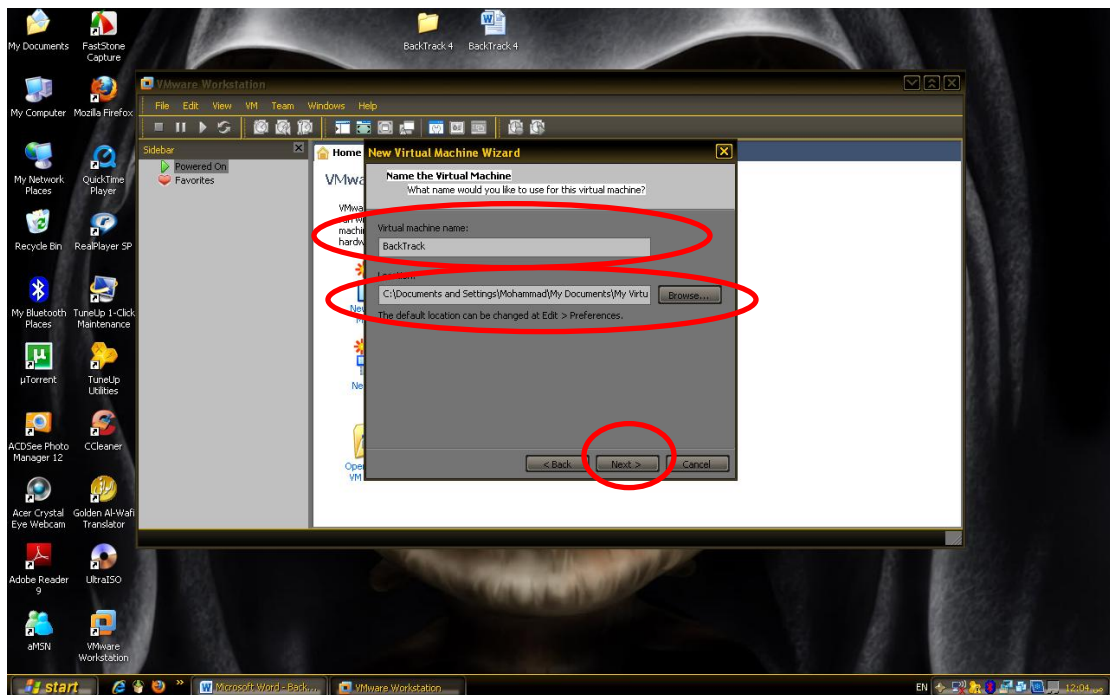 My Documents
FastStone
Capture
BackTrack 4
BackTrack 4
My Computer
Mozilla Firefox
My Network
Places
QuickTime
Player
Recycle Bin
RealPlayer SP
My Bluetooth
Places
TuneUp 1-Click
Maintenance
µTorrent
TuneUp
Utilities
ACDSee Photo
Manager 12
CCleaner
Acer Crystal
Eye Webcam
Golden Al-Wafi
Translator
Adobe Reader
9
UltraISO
aMSN
VMware
Workstation
VMware Workstation
File Edit View VM Team Windows Help
Sidebar
Powered On
Favorites
Home
New Virtual Machine Wizard
Name the Virtual Machine
What name would you like to use for this virtual machine?
Virtual machine name:
BackTrack
Location:
C:\Documents and Settings\Mohammad\My Documents\My Virtu
Browse...
The default location can be changed at Edit > Preferences.
< Back
Next >
Cancel
start
Microsoft Word - Back...
VMware Workstation
EN
12:04